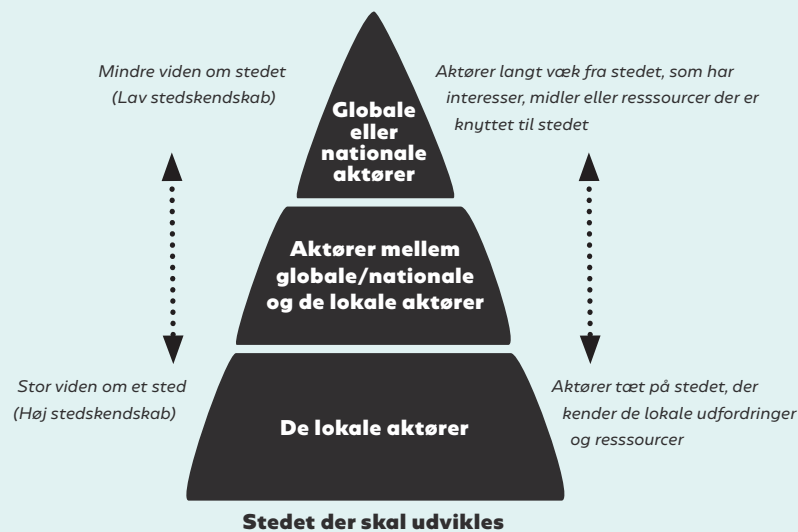 Mindre viden om stedet
(Lav stedskendskab)
Aktører langt væk fra stedet, som har
interesser, midler eller resssourcer der er
knyttet til stedet
Globale
eller
nationale
aktører
Aktører mellem
globale/nationale
og de lokale aktører
Stor viden om et sted
(Høj stedskendskab)
Aktører tæt på stedet, der
kender de lokale udfordringer
og resssourcer
De lokale aktører
Stedet der skal udvikles